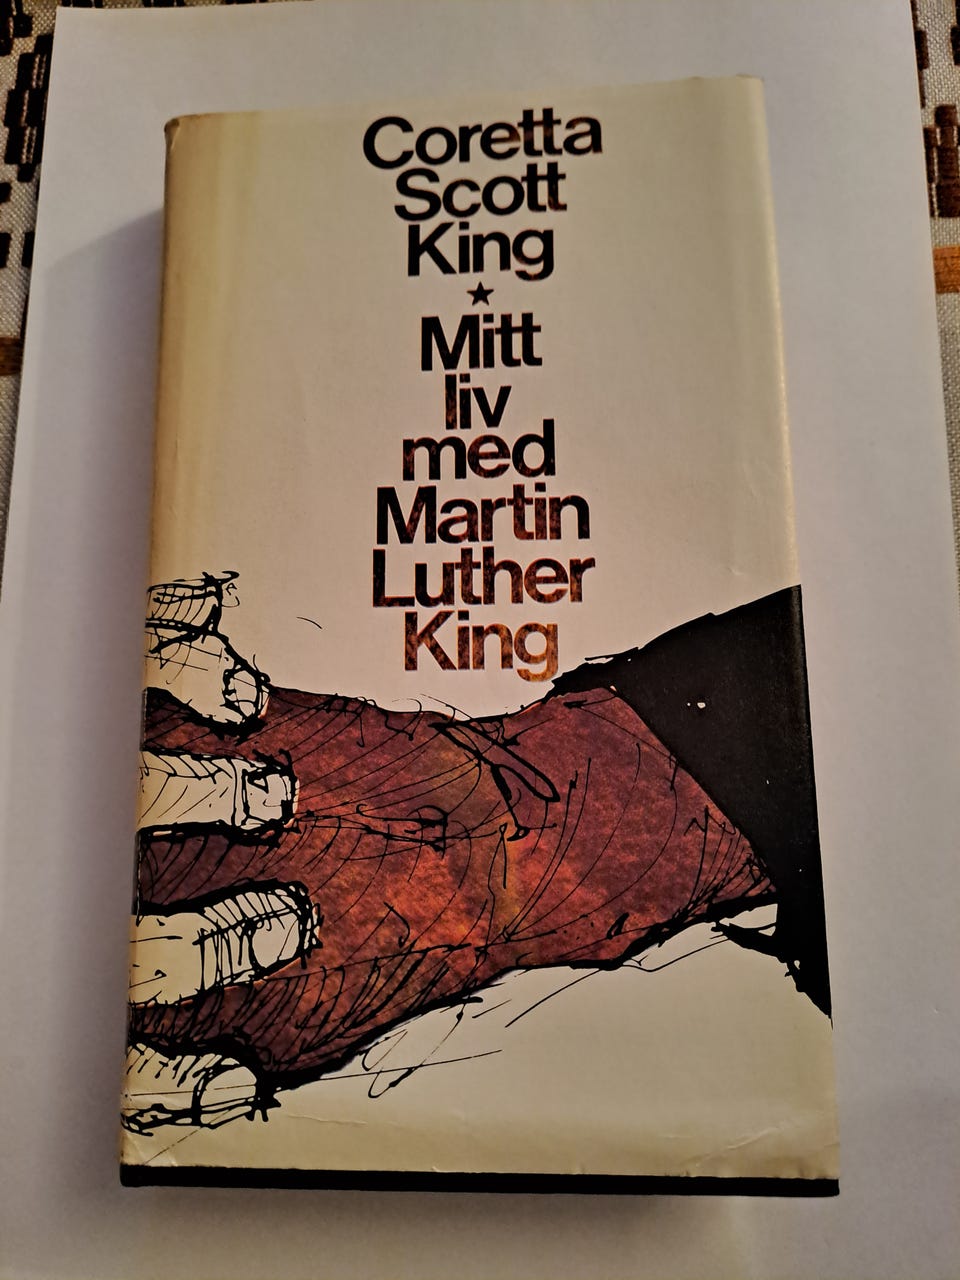 Coretta
Scott
King
★
Mitt
liv
med
Martin
Luther
King